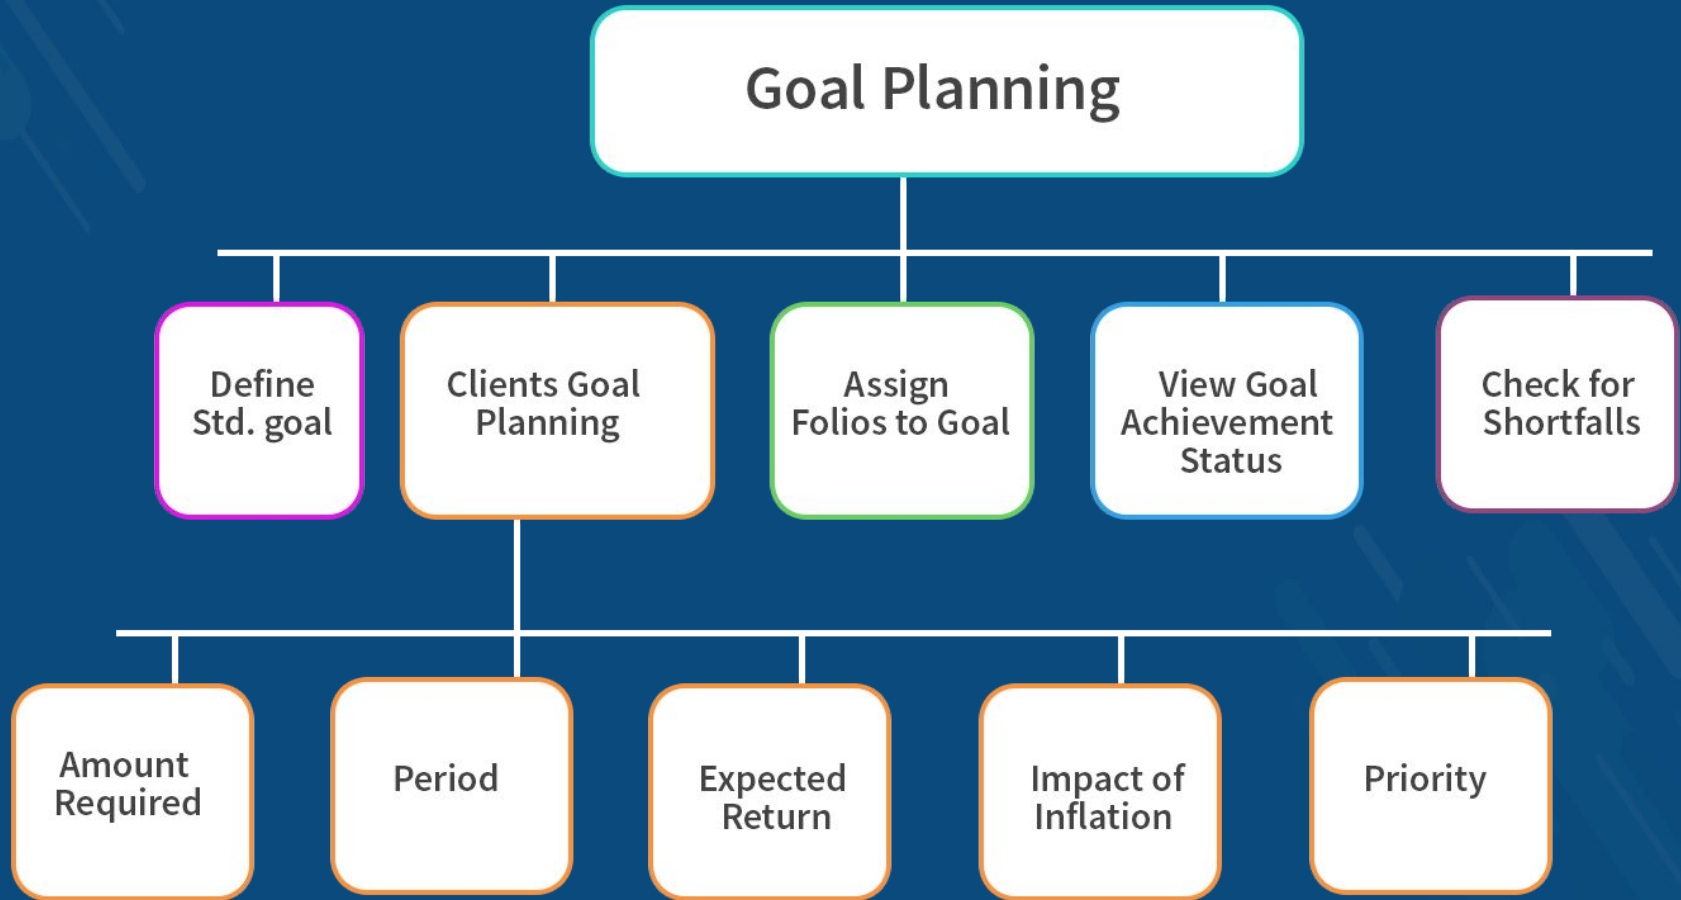 Goal Planning
Define
Std. goal
Clients Goal
Planning
Assign
Folios to Goal
View Goal
Achievement
Status
Check for
Shortfalls
Amount
Required
Period
Expected
Return
Impact of
Inflation
Priority